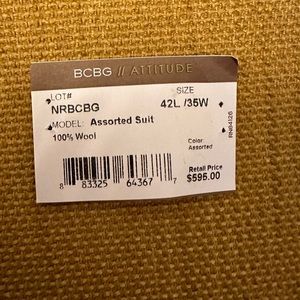 BCBG // ATTITUDE
LOT# SIZE
NRBCBG 42L /35W
MODEL: Assorted Suit
100% Wool
Color:
Assorted
Retail Price
$595.00
8 83325 64367 7